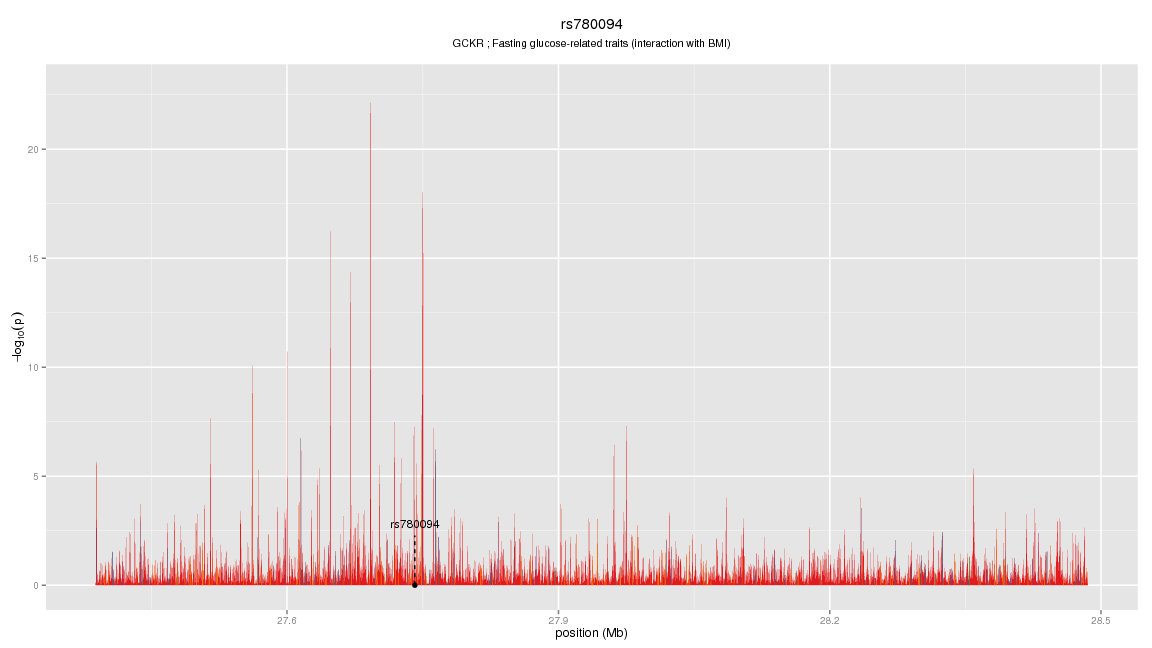 rs780094
GCKR ; Fasting glucose-related traits (interaction with BMI)
−log10(p)
20
15
10
5
0
rs780094
27.6
27.9
28.2
28.5
position (Mb)